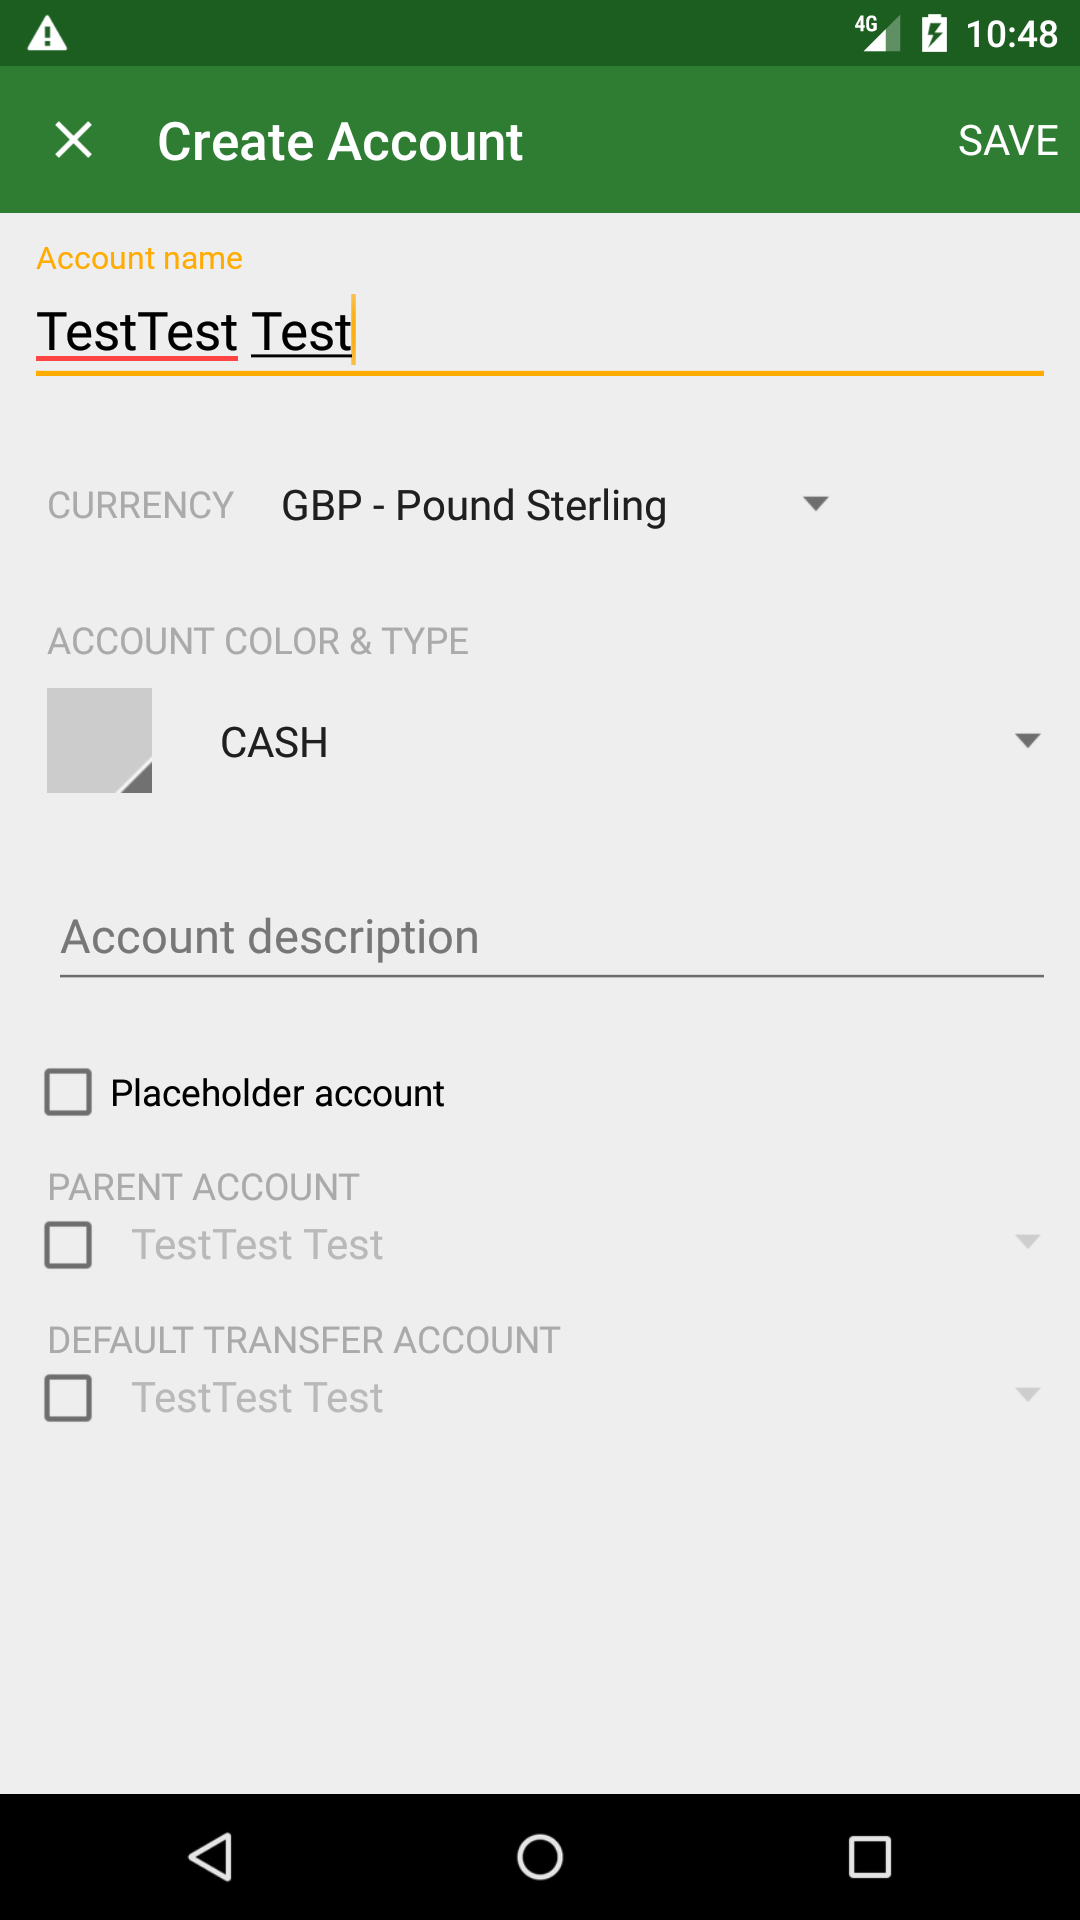 4G 10:48
Create Account SAVE
Account name
TestTest Test
CURRENCY GBP - Pound Sterling
ACCOUNT COLOR & TYPE
CASH
Account description
Placeholder account
PARENT ACCOUNT
TestTest Test
DEFAULT TRANSFER ACCOUNT
TestTest Test